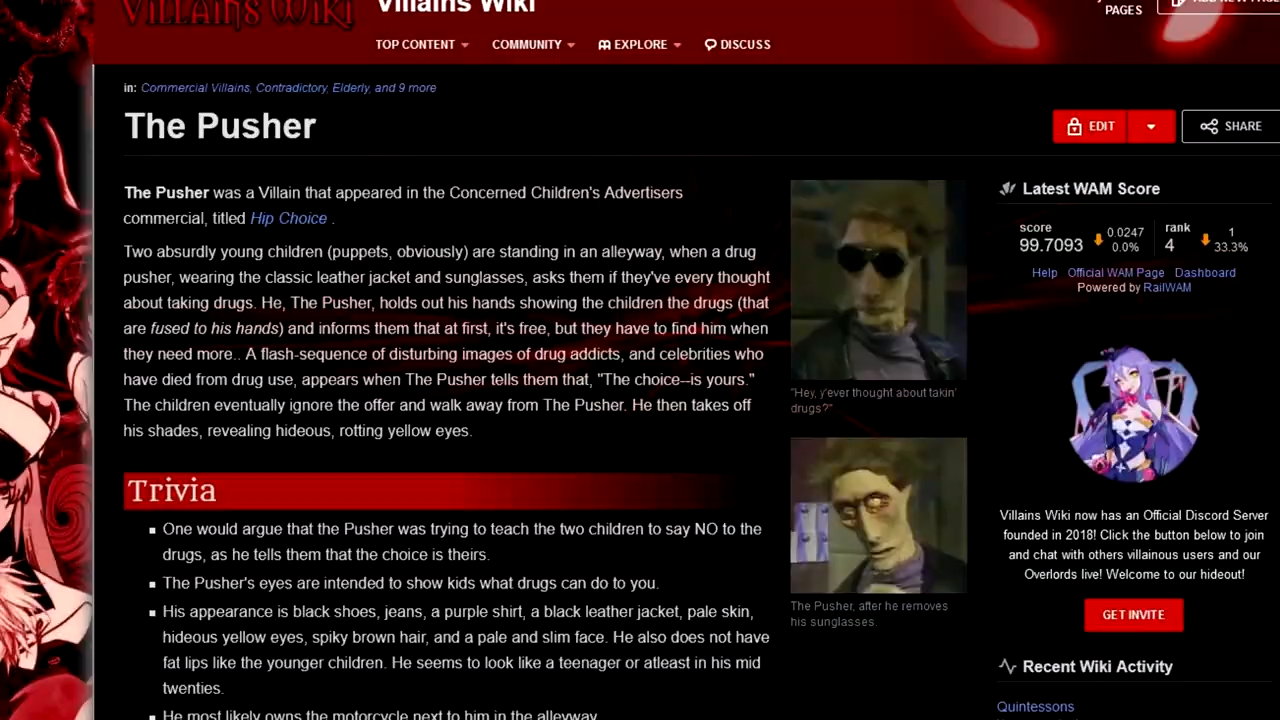 Villains Wiki
Villains Wiki
PAGES
TOP CONTENT
COMMUNITY
EXPLORE
DISCUSS
in: Commercial Villains, Contradictory, Elderly, and 9 more
The Pusher
EDIT
SHARE
The Pusher was a Villain that appeared in the Concerned Children's Advertisers
commercial, titled Hip Choice .
Two absurdly young children (puppets, obviously) are standing in an alleyway, when a drug
pusher, wearing the classic leather jacket and sunglasses, asks them if they've every thought
about taking drugs. He, The Pusher, holds out his hands showing the children the drugs (that
are fused to his hands) and informs them that at first, it's free, but they have to find him when
they need more.. A flash-sequence of disturbing images of drug addicts, and celebrities who
have died from drug use, appears when The Pusher tells them that, "The choice–is yours."
The children eventually ignore the offer and walk away from The Pusher. He then takes off
his shades, revealing hideous, rotting yellow eyes.
"Hey, y'ever thought about takin'
drugs?"
The Pusher, after he removes
his sunglasses.
Trivia
One would argue that the Pusher was trying to teach the two children to say NO to the
drugs, as he tells them that the choice is theirs.
The Pusher's eyes are intended to show kids what drugs can do to you.
His appearance is black shoes, jeans, a purple shirt, a black leather jacket, pale skin,
hideous yellow eyes, spiky brown hair, and a pale and slim face. He also does not have
fat lips like the younger children. He seems to look like a teenager or atleast in his mid
twenties.
He most likely owns the motorcycle next to him in the alleyway.
Latest WAM Score
score
99.7093
0.0247
0.0%
rank
4
1
33.3%
Help Official WAM Page Dashboard
Powered by RailWAM
Villains Wiki now has an Official Discord Server
founded in 2018! Click the button below to join
and chat with others villainous users and our
Overlords live! Welcome to our hideout!
GET INVITE
Recent Wiki Activity
Quintessons